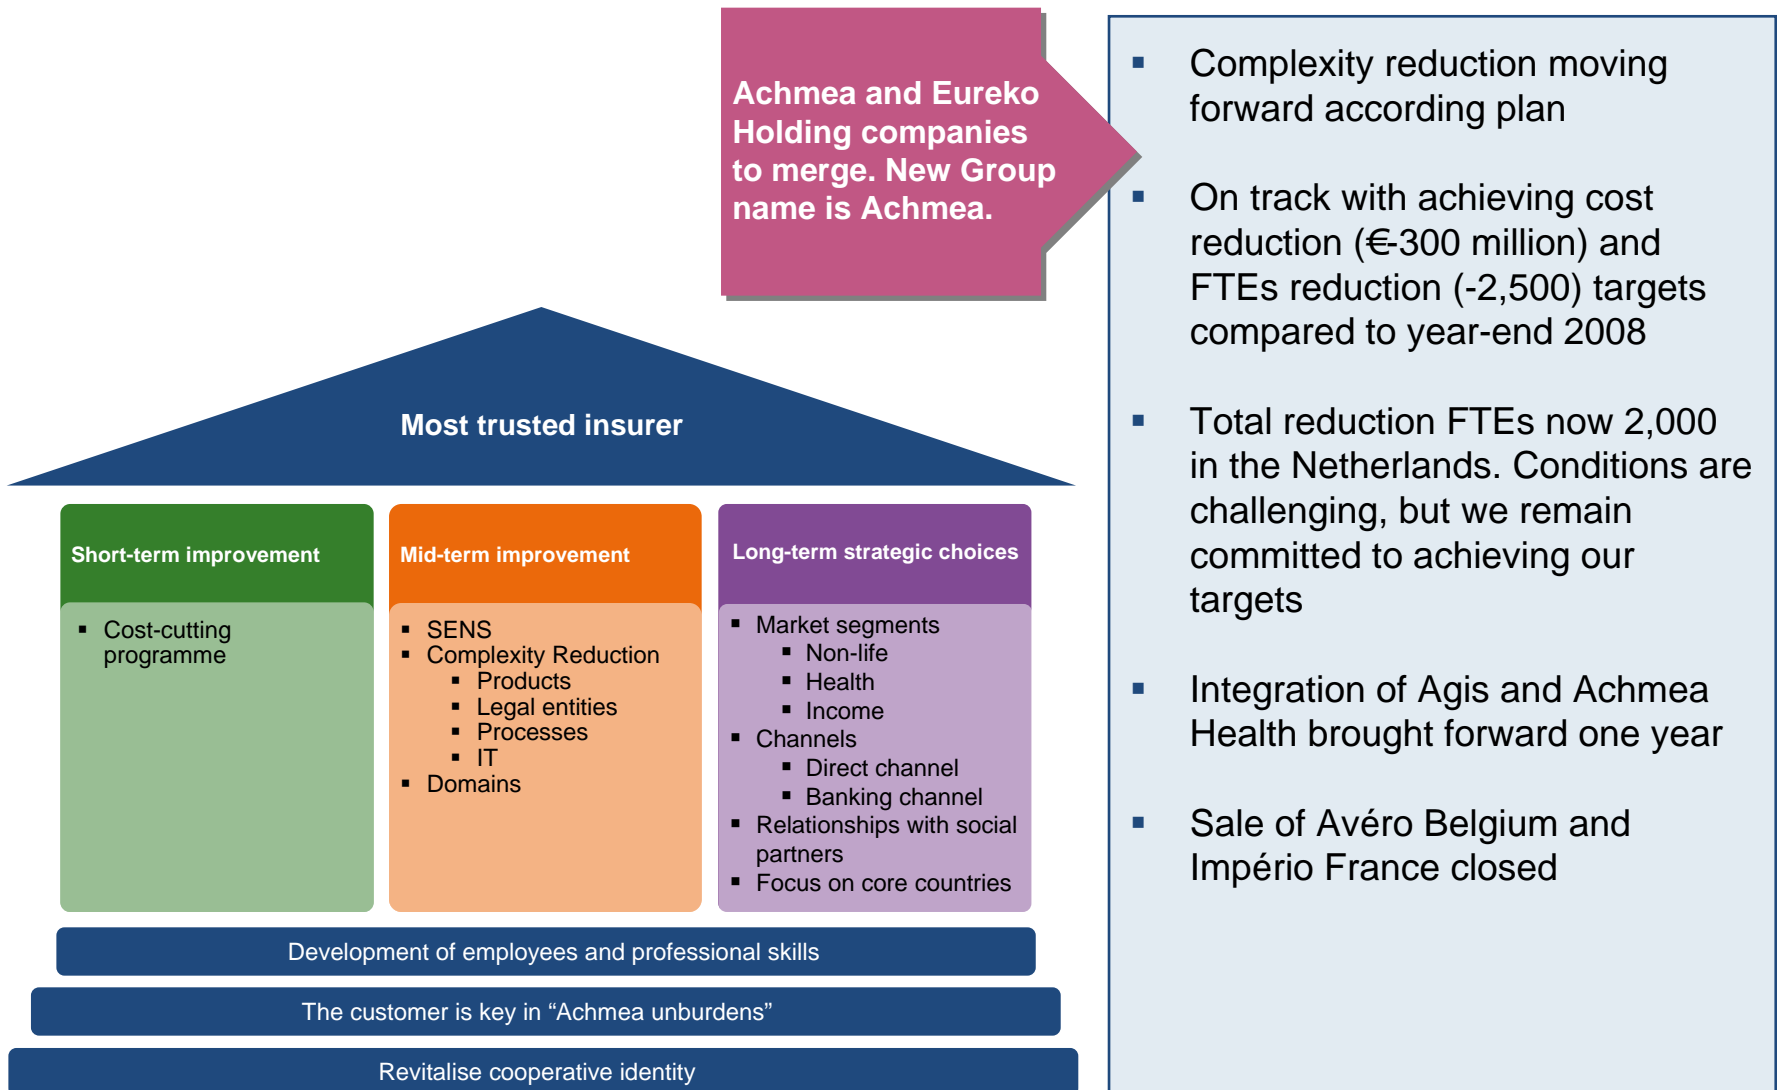 Achmea and Eureko
Holding companies
to merge. New Group
name is Achmea.
Most trusted insurer
Short-term improvement
▪ Cost-cutting
programme
Mid-term improvement
▪ SENS
▪ Complexity Reduction
▪ Products
▪ Legal entities
▪ Processes
▪ IT
▪ Domains
Long-term strategic choices
▪ Market segments
▪ Non-life
▪ Health
▪ Income
▪ Channels
▪ Direct channel
▪ Banking channel
▪ Relationships with social
partners
▪ Focus on core countries
Development of employees and professional skills
The customer is key in “Achmea unburdens”
Revitalise cooperative identity
▪ Complexity reduction moving
forward according plan
▪ On track with achieving cost
reduction (€-300 million) and
FTEs reduction (-2,500) targets
compared to year-end 2008
▪ Total reduction FTEs now 2,000
in the Netherlands. Conditions are
challenging, but we remain
committed to achieving our
targets
▪ Integration of Agis and Achmea
Health brought forward one year
▪ Sale of Avéro Belgium and
Império France closed